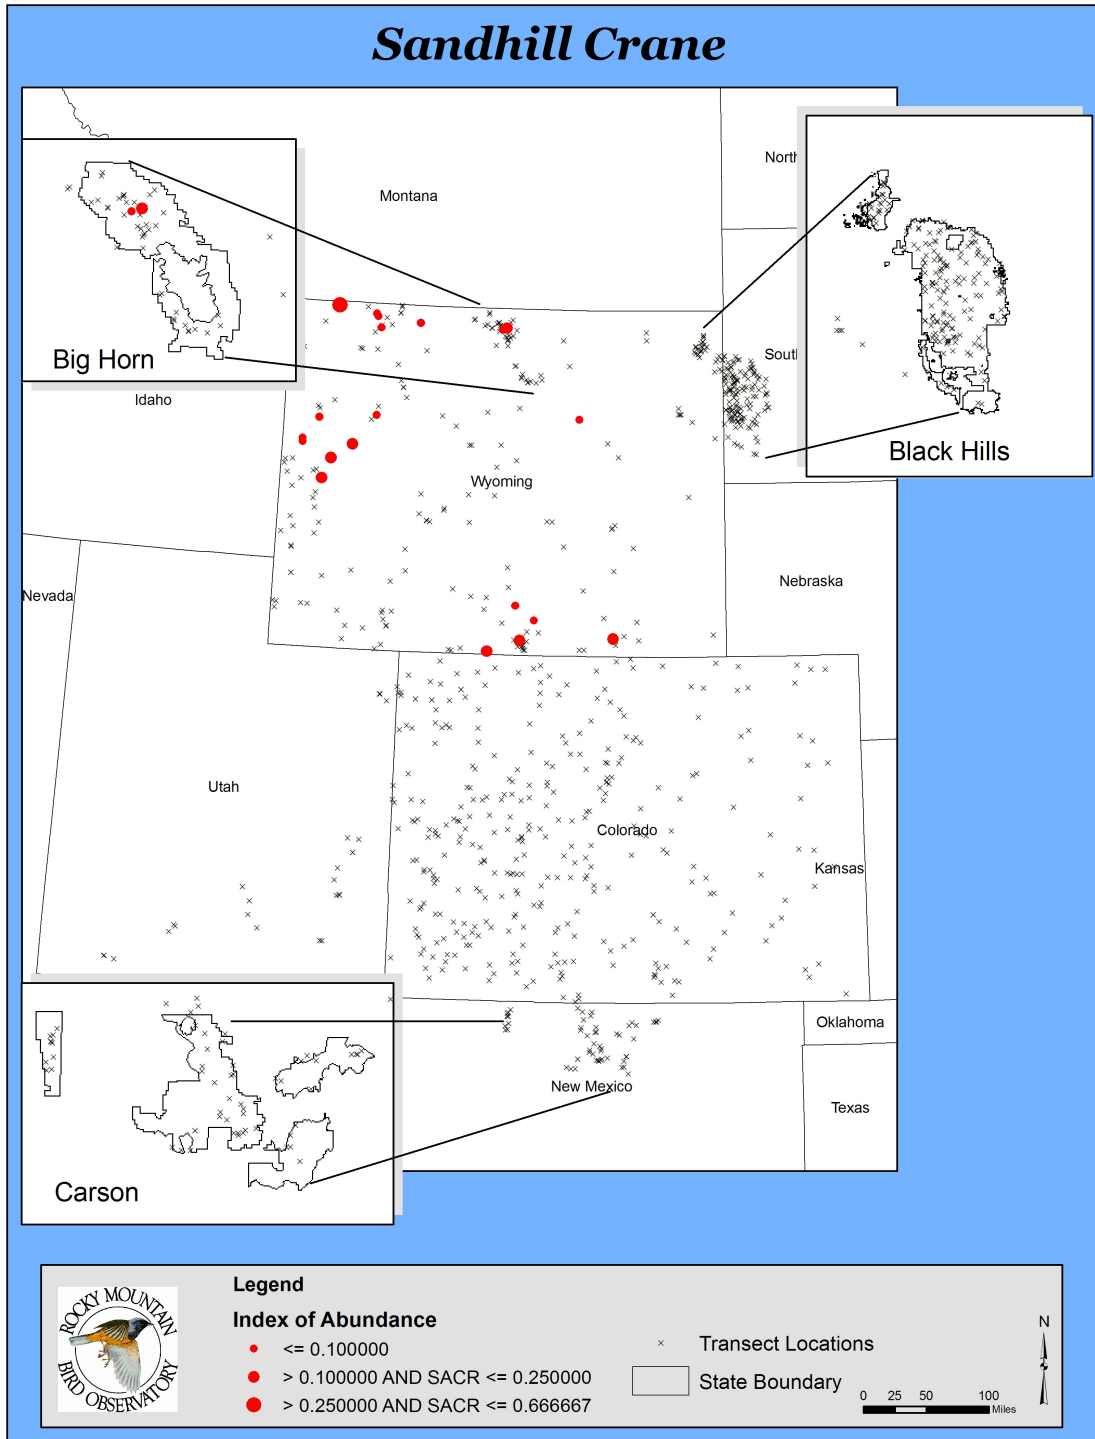 Sandhill Crane
North
Montana
Big Horn
South
Idaho
Black Hills
Wyoming
Nebraska
Nevada
Utah
Colorado
Kansas
Oklahoma
New Mexico
Texas
Carson
Legend
Index of Abundance
<= 0.100000
> 0.100000 AND SACR <= 0.250000
> 0.250000 AND SACR <= 0.666667
Transect Locations
State Boundary
N
0 25 50 100
Miles
ROCKY MOUNTAIN
BIRD OBSERVATORY